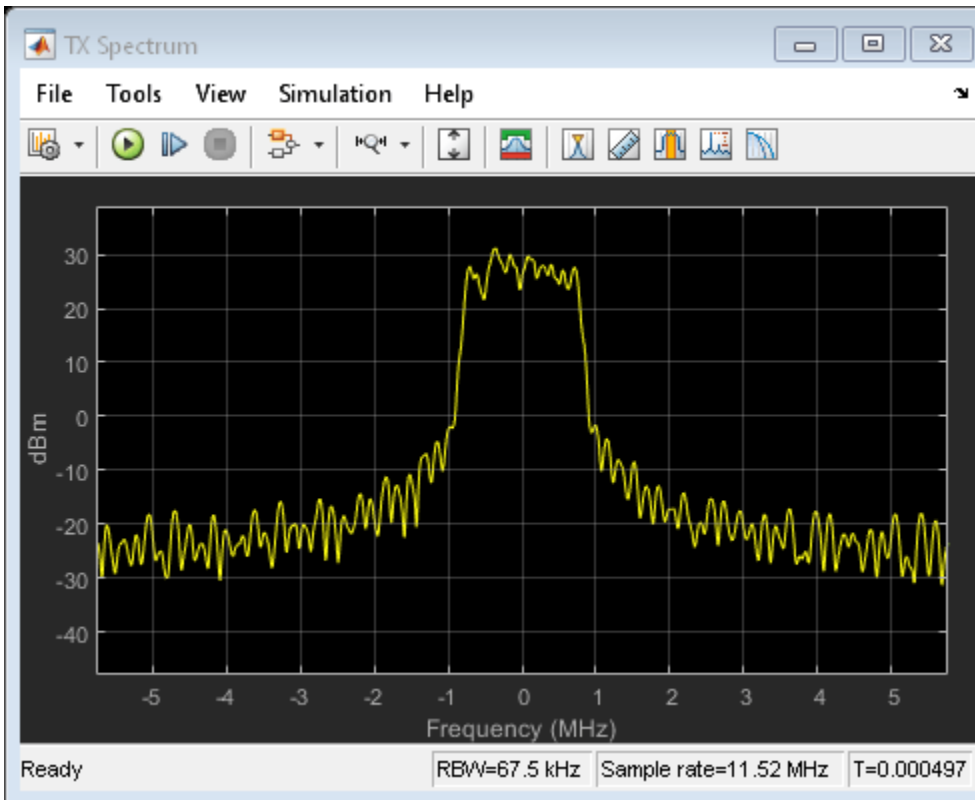 TX Spectrum
File Tools View Simulation Help
30
20
10
0
-10
-20
-30
-40
dBm
-5 -4 -3 -2 -1 0 1 2 3 4 5
Frequency (MHz)
Ready RBW=67.5 kHz Sample rate=11.52 MHz T=0.000497